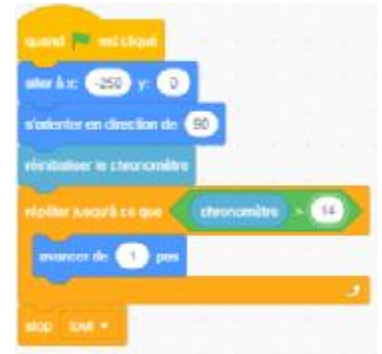 quand est cliqué
aller à x: -250 y: 0
s'orienter en direction de 90
réinitialiser le chronomètre
répéter jusqu'à ce que chronomètre > 14
avancer de 1 pas
stop tout